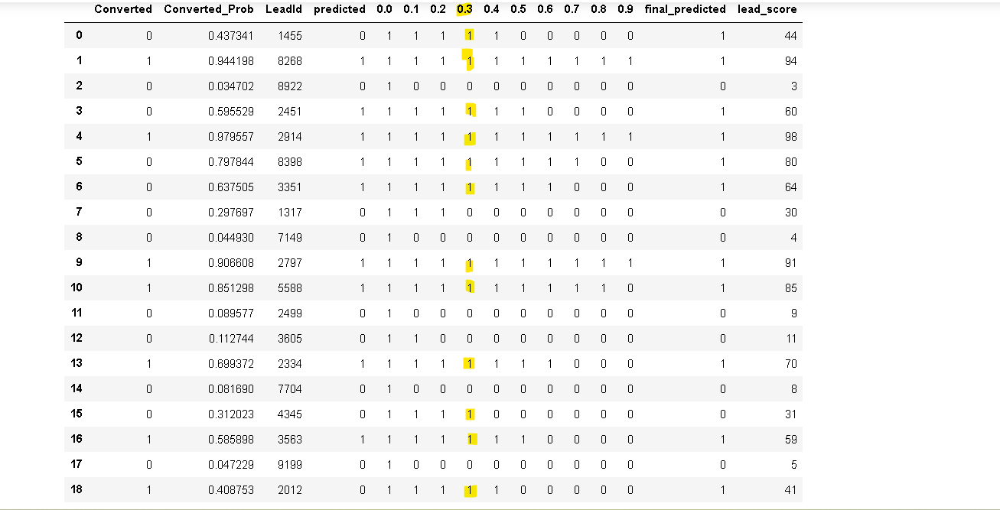 Converted Converted_Prob LeadId predicted 0.0 0.1 0.2 0.3 0.4 0.5 0.6 0.7 0.8 0.9 final_predicted lead_score
0 0 0.437341 1455 0 1 1 1 1 1 0 0 0 0 0 1 44
1 1 0.944198 8268 1 1 1 1 1 1 1 1 1 1 1 1 94
2 0 0.034702 8922 0 1 0 0 0 0 0 0 0 0 0 0 3
3 0 0.595529 2451 1 1 1 1 1 1 1 0 0 0 0 1 60
4 1 0.979557 2914 1 1 1 1 1 1 1 1 1 1 1 1 98
5 0 0.797844 8398 1 1 1 1 1 1 1 1 1 0 0 1 80
6 0 0.637505 3351 1 1 1 1 1 1 1 1 0 0 0 1 64
7 0 0.297697 1317 0 1 1 1 0 0 0 0 0 0 0 0 30
8 0 0.044930 7149 0 1 0 0 0 0 0 0 0 0 0 0 4
9 1 0.906608 2797 1 1 1 1 1 1 1 1 1 1 1 1 91
10 1 0.851298 5588 1 1 1 1 1 1 1 1 1 1 0 1 85
11 0 0.089577 2499 0 1 0 0 0 0 0 0 0 0 0 0 9
12 0 0.112744 3605 0 1 1 0 0 0 0 0 0 0 0 0 11
13 1 0.699372 2334 1 1 1 1 1 1 1 1 0 0 0 1 70
14 0 0.081690 7704 0 1 0 0 0 0 0 0 0 0 0 0 8
15 0 0.312023 4345 0 1 1 1 1 0 0 0 0 0 0 0 31
16 1 0.585898 3563 1 1 1 1 1 1 1 0 0 0 0 1 59
17 0 0.047229 9199 0 1 0 0 0 0 0 0 0 0 0 0 5
18 1 0.408753 2012 0 1 1 1 1 1 0 0 0 0 0 1 41